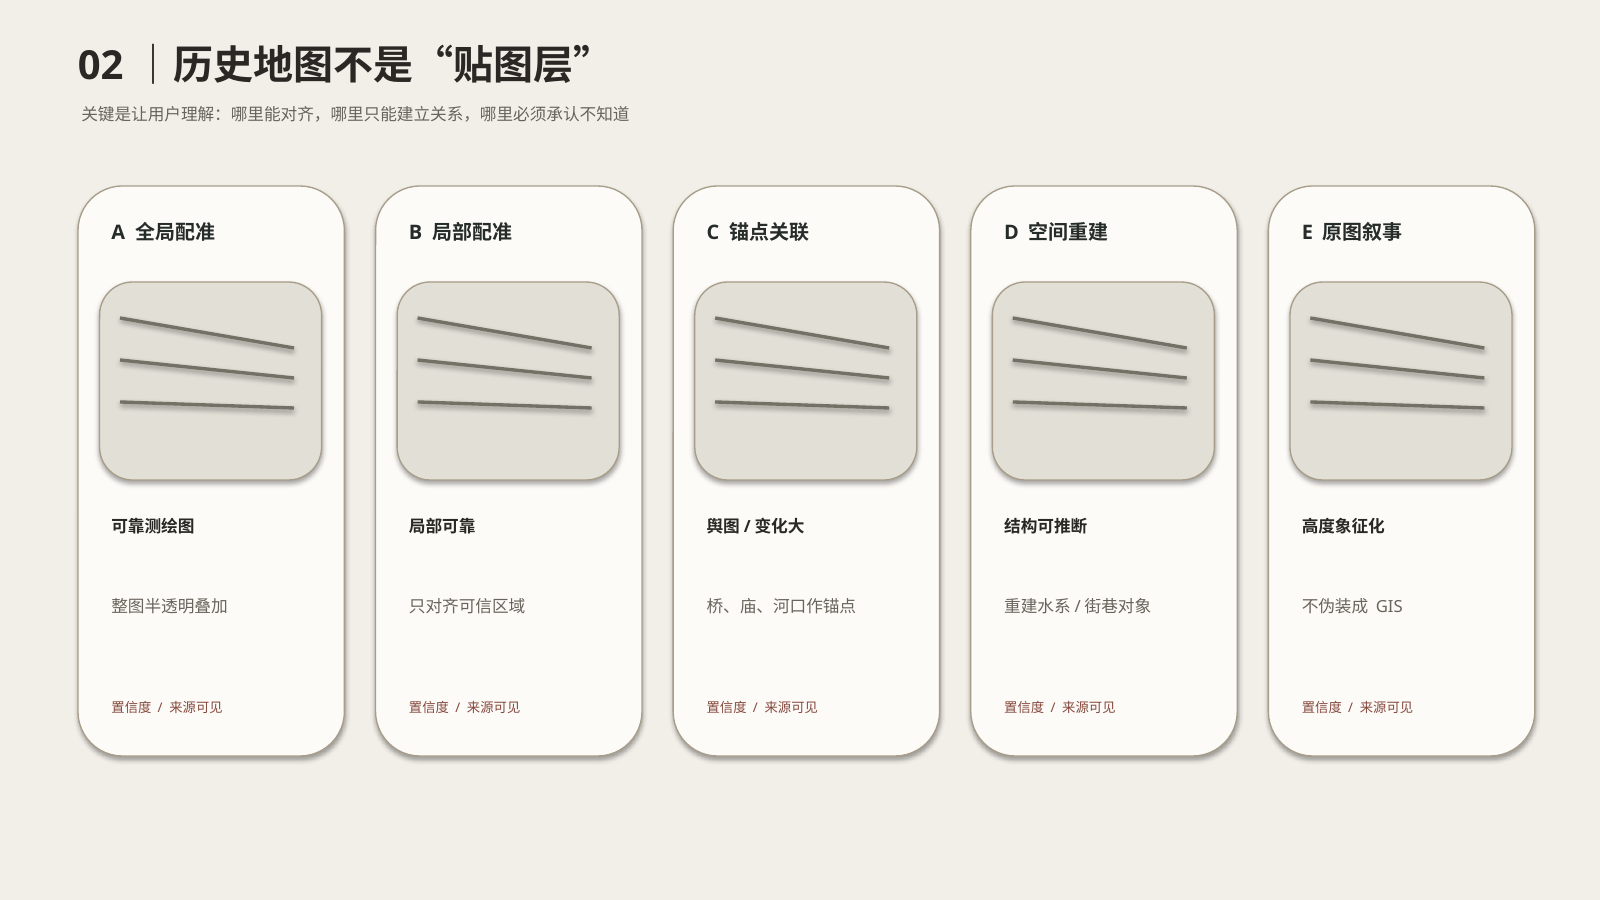 02｜历史地图不是“贴图层”
关键是让用户理解：哪里能对齐，哪里只能建立关系，哪里必须承认不知道
A 全局配准
可靠测绘图
整图半透明叠加
置信度 / 来源可见
B 局部配准
局部可靠
只对齐可信区域
置信度 / 来源可见
C 锚点关联
舆图 / 变化大
桥、庙、河口作锚点
置信度 / 来源可见
D 空间重建
结构可推断
重建水系 / 街巷对象
置信度 / 来源可见
E 原图叙事
高度象征化
不伪装成 GIS
置信度 / 来源可见